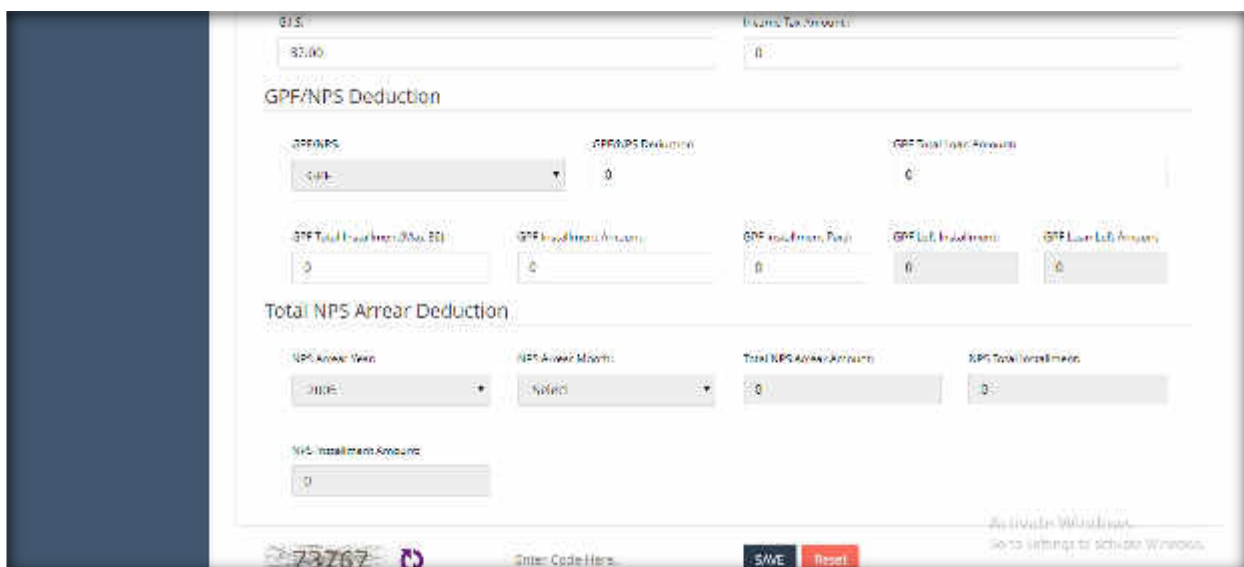 G.I.S. : Income Tax Amount :
87.00 0
GPF/NPS Deduction
GPF/NPS GPF/NPS Deduction GPF Total Loan Amount:
GPF 0 0
GPF Total Installment(Max 36) GPF Installment Amount: GPF Installment Paid: GPF Left Installment: GPF Loan Left Amount:
0 0 0 0 0
Total NPS Arrear Deduction
NPS Arrear Year: NPS Arrear Month: Total NPS Arrear Amount: NPS Total Installment:
Select 0 0
NPS Installment Amount:
0
Activate Windows
Go to Settings to activate Windows.
73767 Enter Code Here.. SAVE Reset